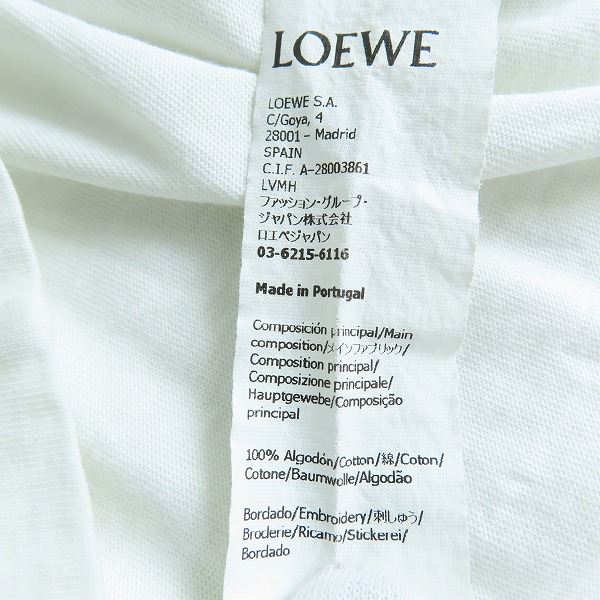 LOEWE
LOEWE S.A.
C/Goya, 4
28001 - Madrid
SPAIN
C.I.F. A-28003861
LVMH
ファッション・グループ・
ジャパン株式会社
ロエベジャパン
03-6215-6116
Made in Portugal
Composición principal/Main
composition/メインファブリック/
Composition principal/
Composizione principale/
Hauptgewebe/Composição
principal
100% Algodón/Cotton/綿/Coton/
Cotone/Baumwolle/Algodão
Bordado/Embroidery/刺しゅう/
Broderie/Ricamo/Stickerei/
Bordado